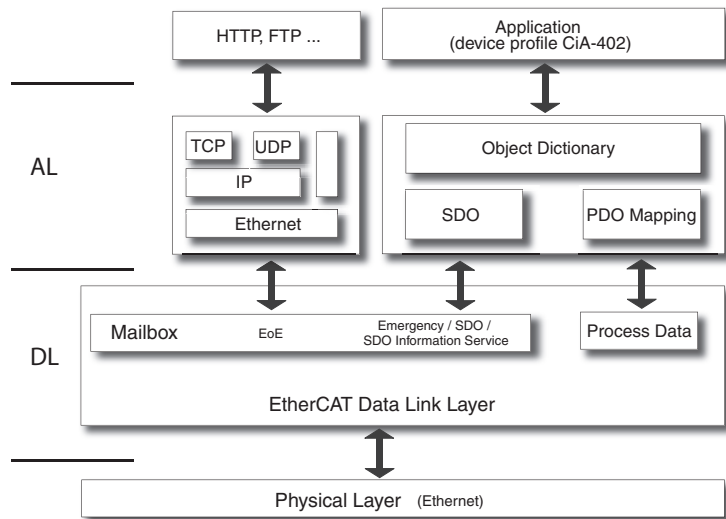 HTTP, FTP ...
Application
(device profile CiA-402)
AL
TCP
UDP
IP
Ethernet
Object Dictionary
SDO
PDO Mapping
DL
Mailbox
EoE
Emergency / SDO /
SDO Information Service
Process Data
EtherCAT Data Link Layer
Physical Layer (Ethernet)